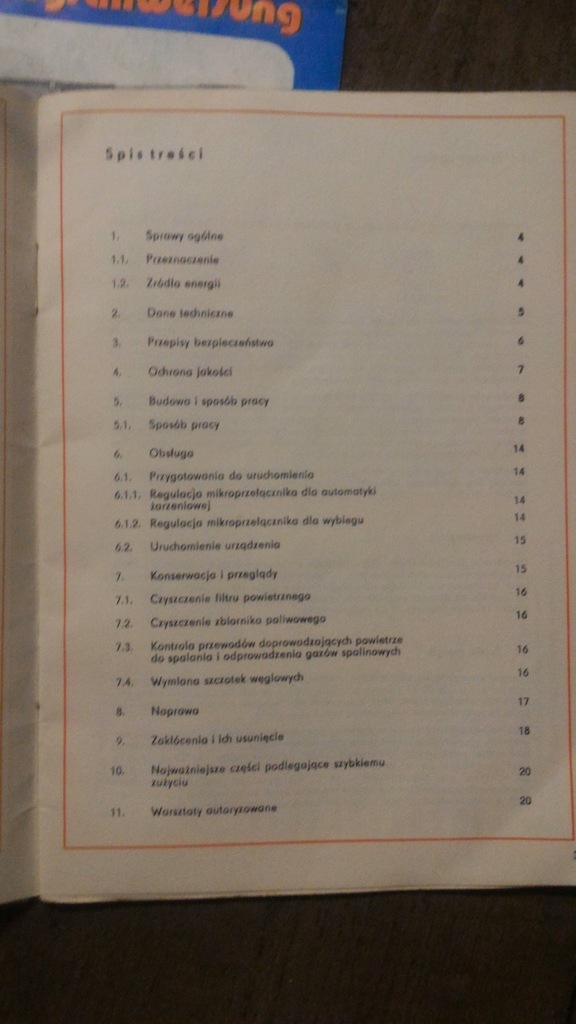 Spis treści
1. Sprawy ogólne 4
1.1. Przeznaczenie 4
1.2. Zródła energii 4
2. Dane techniczne 5
3. Przepisy bezpieczeństwa 6
4. Ochrona jakości 7
5. Budowa i sposób pracy 8
5.1. Sposób pracy 8
6. Obsługa 14
6.1. Przygotowania do uruchomienia 14
6.1.1. Regulacja mikroprzełącznika dla automatyki
żarzeniowej 14
6.1.2. Regulacja mikroprzełącznika dla wybiegu 14
6.2. Uruchomienie urządzenia 15
7. Konserwacja i przeglądy 15
7.1. Czyszczenie filtru powietrznego 16
7.2. Czyszczenie zbiornika paliwowego 16
7.3. Kontrola przewodów doprowadzających powietrze
do spalania i odprowadzenia gazów spalinowych 16
7.4. Wymiana szczotek węglowych 16
8. Naprawa 17
9. Zakłócenia i ich usunięcie 18
10. Najważniejsze części podlegające szybkiemu
zużyciu 20
11. Warsztaty autoryzowane 20